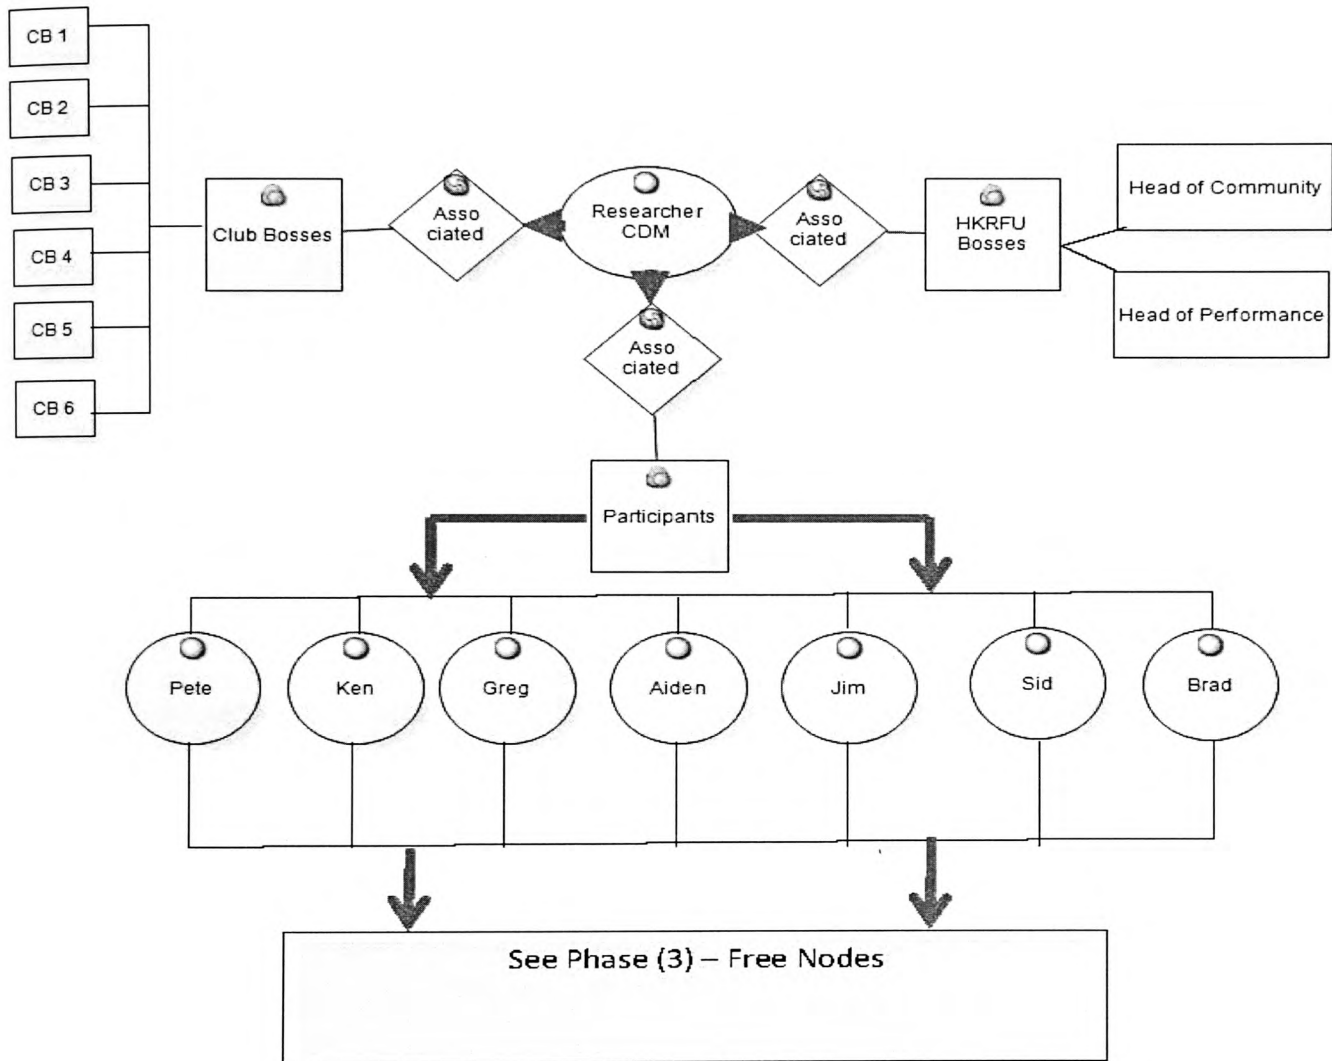 CB 1
CB 2
CB 3
CB 4
CB 5
CB 6
Club Bosses
Asso
ciated
Researcher
CDM
Asso
ciated
HKRFU
Bosses
Head of Community
Head of Performance
Asso
ciated
Participants
Pete
Ken
Greg
Aiden
Jim
Sid
Brad
See Phase (3) – Free Nodes